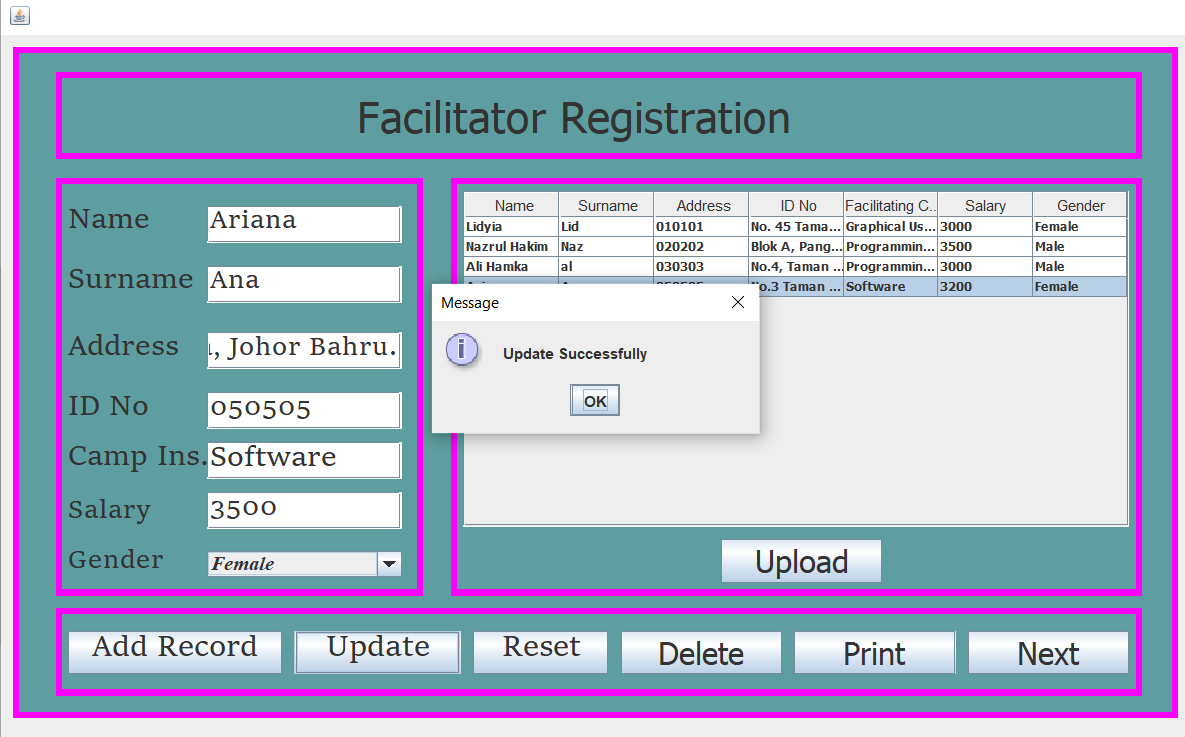 Facilitator Registration
Name Ariana
Surname Ana
Address , Johor Bahru.
ID No 050505
Camp Ins. Software
Salary 3500
Gender Female
Name Surname Address ID No Facilitating C... Salary Gender
Lidyia Lid 010101 No. 45 Tama... Graphical Us... 3000 Female
Nazrul Hakim Naz 020202 Blok A, Pang... Programmin... 3500 Male
Ali Hamka al 030303 No.4, Taman ... Programmin... 3000 Male
No.3 Taman ... Software 3200 Female
Message
Update Successfully
OK
Upload
Add Record Update Reset Delete Print Next